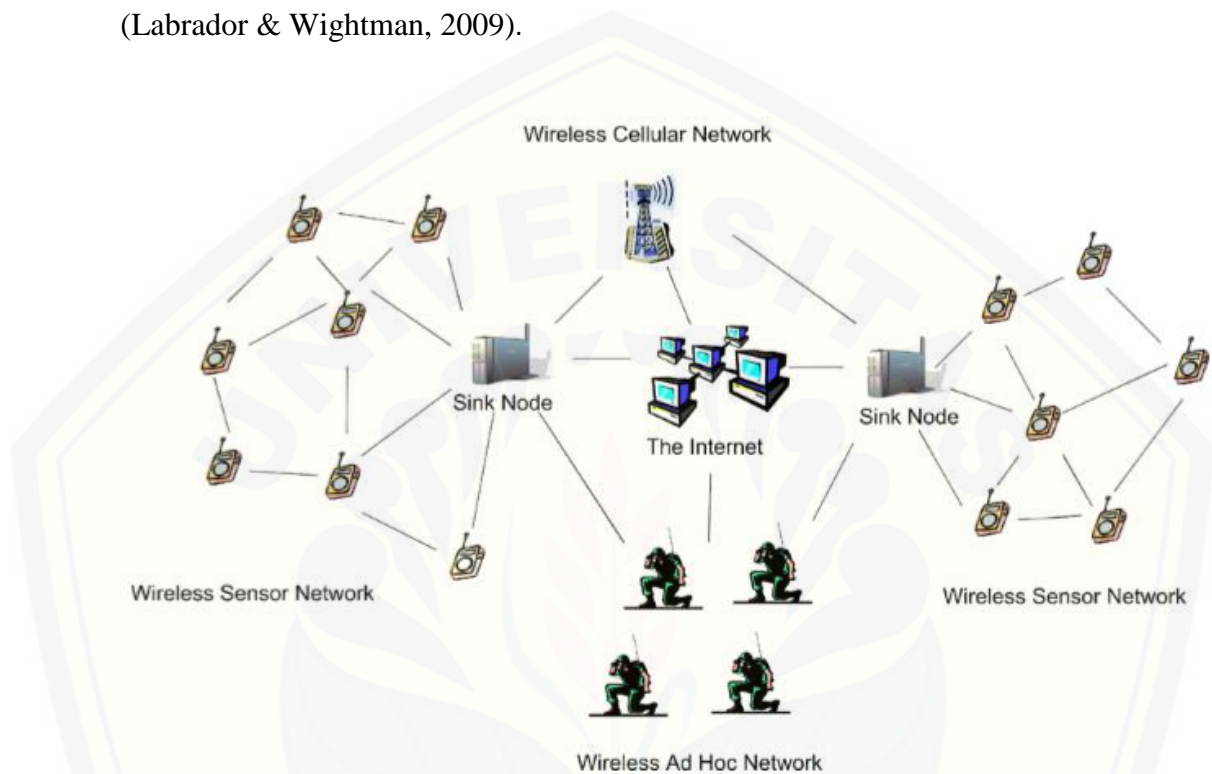 (Labrador & Wightman, 2009).
Wireless Cellular Network
UNIVERSITAS
Sink Node
The Internet
Sink Node
Wireless Sensor Network
Wireless Sensor Network
Wireless Ad Hoc Network